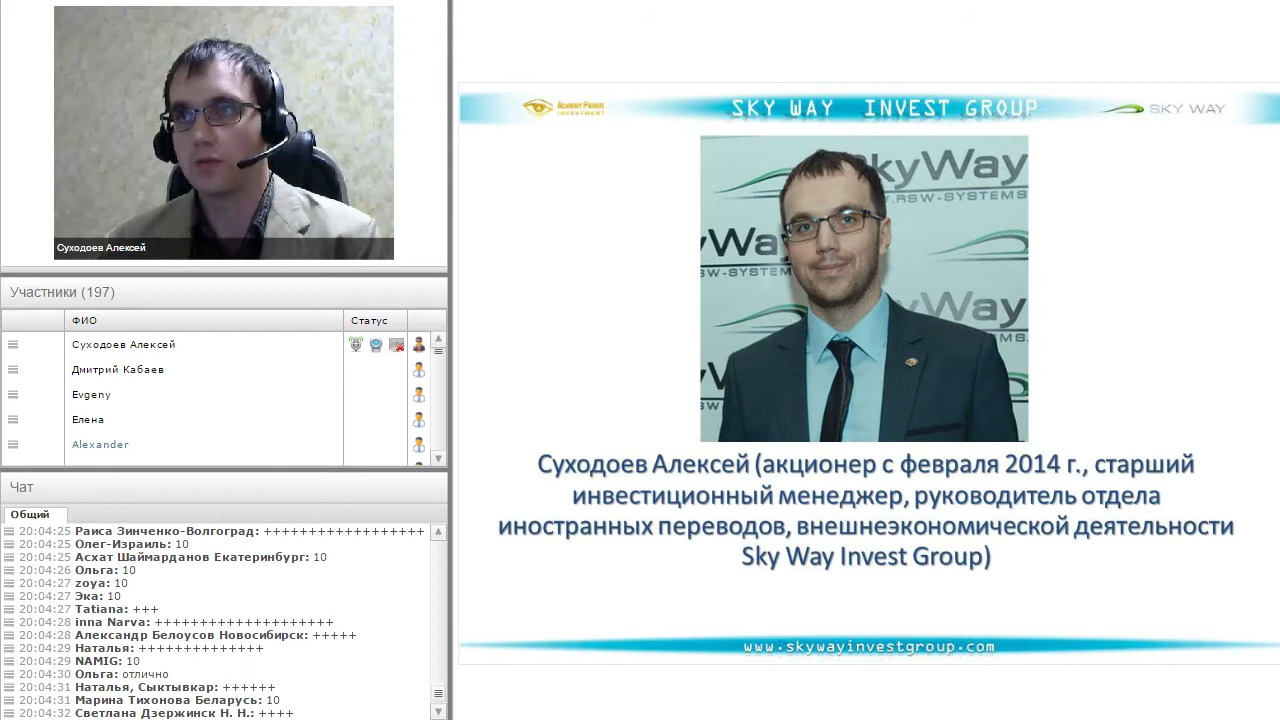 Суходоев Алексей
Участники (197)
ФИО
Статус
Суходоев Алексей
Дмитрий Кабаев
Evgeny
Елена
Alexander
Чат
Общий
20:04:25 Раиса Зинченко-Волгоград: ++++++++++++++++++
20:04:25 Олег-Израиль: 10
20:04:25 Асхат Шаймарданов Екатеринбург: 10
20:04:26 Ольга: 10
20:04:27 zoya: 10
20:04:27 Эка: 10
20:04:27 Tatiana: +++
20:04:28 inna Narva: ++++++++++++++++++++
20:04:28 Александр Белоусов Новосибирск: +++++
20:04:29 Наталья: ++++++++++++++
20:04:29 NAMIG: 10
20:04:30 Ольга: отлично
20:04:31 Наталья, Сыктывкар: ++++++
20:04:31 Марина Тихонова Беларусь: 10
20:04:32 Светлана Дзержинск Н. Н.: ++++
ACADEMY PRIVATE
INVESTMENT
SKY WAY INVEST GROUP
SKY WAY
SkyWay
W.RSW-SYSTEMS
Суходоев Алексей (акционер с февраля 2014 г., старший
инвестиционный менеджер, руководитель отдела
иностранных переводов, внешнеэкономической деятельности
Sky Way Invest Group)
www.skywayinvestgroup.com